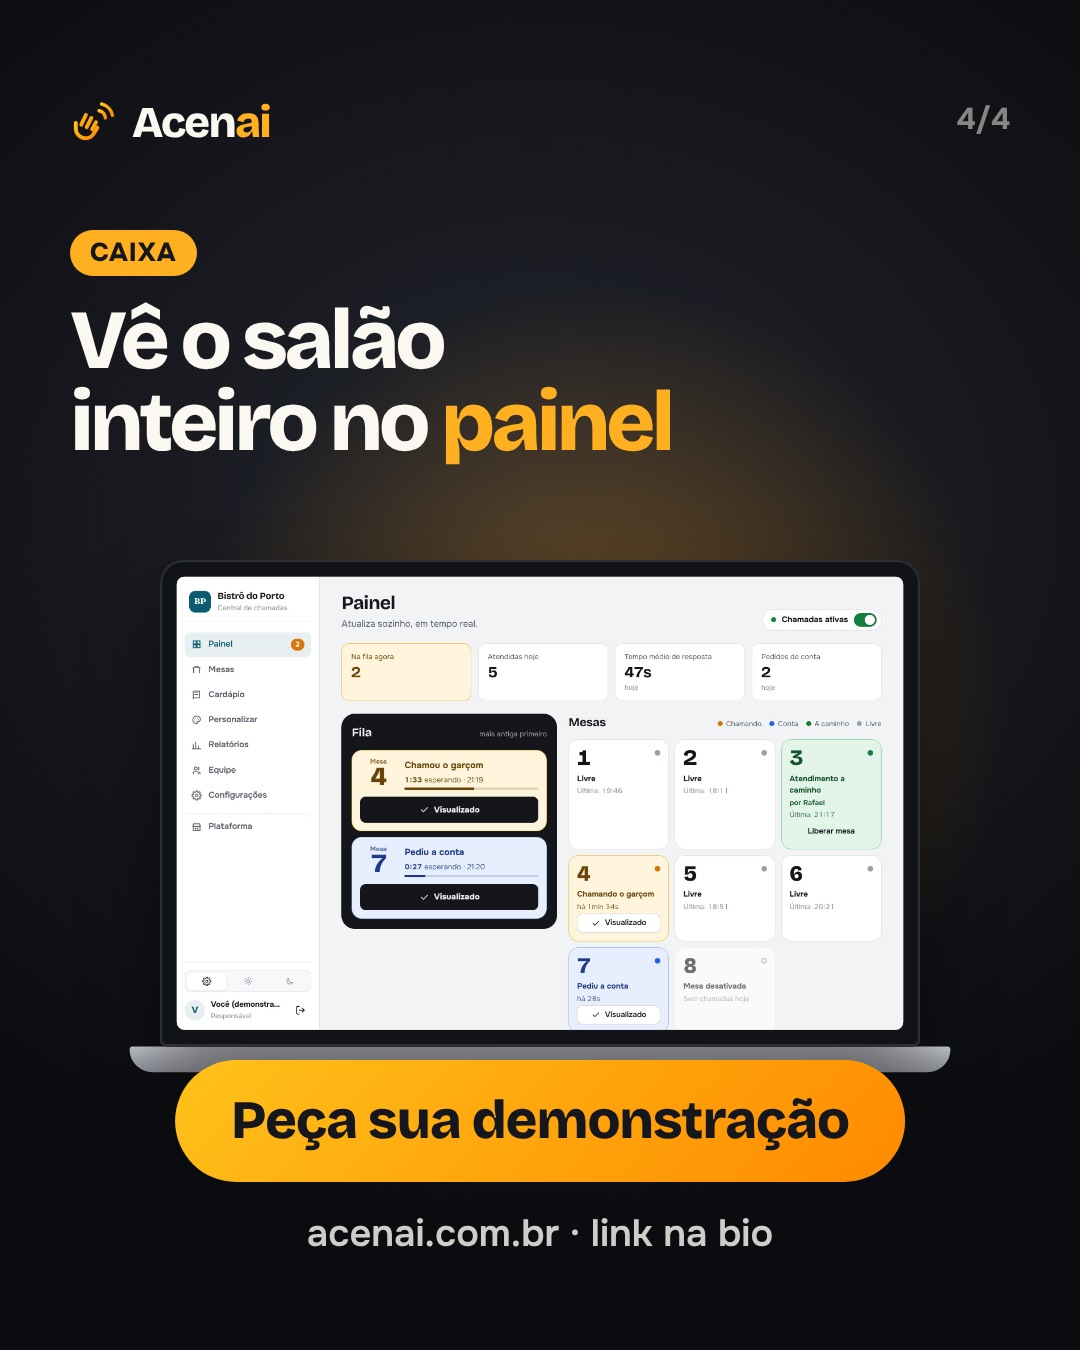 Acenai
4/4
CAIXA
Vê o salão
inteiro no painel
BP
Bistrô do Porto
Central de chamadas
Painel
2
Mesas
Cardápio
Personalizar
Relatórios
Equipe
Configurações
Plataforma
V
Você (demonstra...
Responsável
Painel
Atualiza sozinho, em tempo real.
Chamadas ativas
Na fila agora
2
Atendidas hoje
5
Tempo médio de resposta
47s
hoje
Pedidos de conta
2
hoje
Fila
mais antiga primeiro
Mesa
4
Chamou o garçom
1:33 esperando · 21:19
Visualizado
Mesa
7
Pediu a conta
0:27 esperando · 21:20
Visualizado
Mesas
Chamando
Conta
A caminho
Livre
1
Livre
Última: 19:46
2
Livre
Última: 18:11
3
Atendimento a
caminho
por Rafael
Última: 21:17
Liberar mesa
4
Chamando o garçom
há 1min 34s
Visualizado
5
Livre
Última: 18:51
6
Livre
Última: 20:21
7
Pediu a conta
há 28s
Visualizado
8
Mesa desativada
Sem chamadas hoje
Peça sua demonstração
acenai.com.br · link na bio